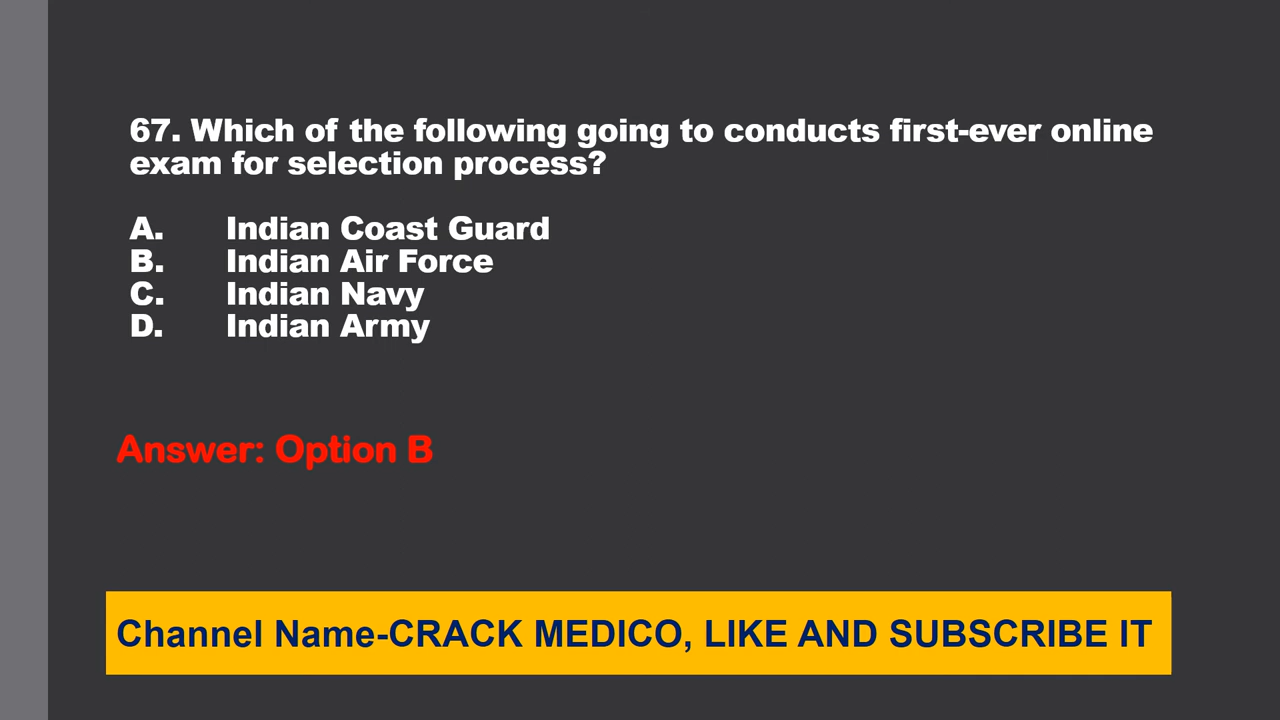 67. Which of the following going to conducts first-ever online
exam for selection process?
A. Indian Coast Guard
B. Indian Air Force
C. Indian Navy
D. Indian Army
Answer: Option B
Channel Name-CRACK MEDICO, LIKE AND SUBSCRIBE IT